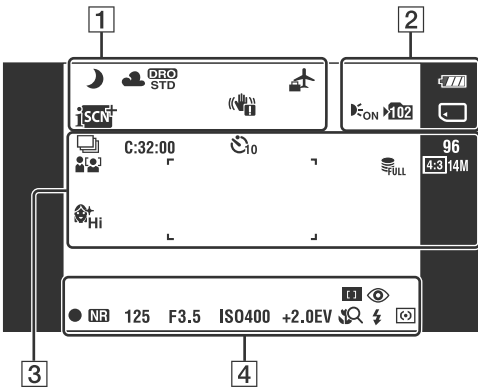 1
2
DRO
STD
iSCN+
ON
102
C:32:00
10
FULL
96
4:3 14M
Hi
NR 125 F3.5 ISO400 +2.0EV
3
4